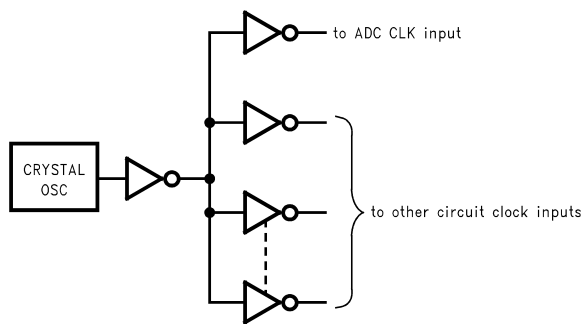 to ADC CLK input
CRYSTAL
OSC
to other circuit clock inputs